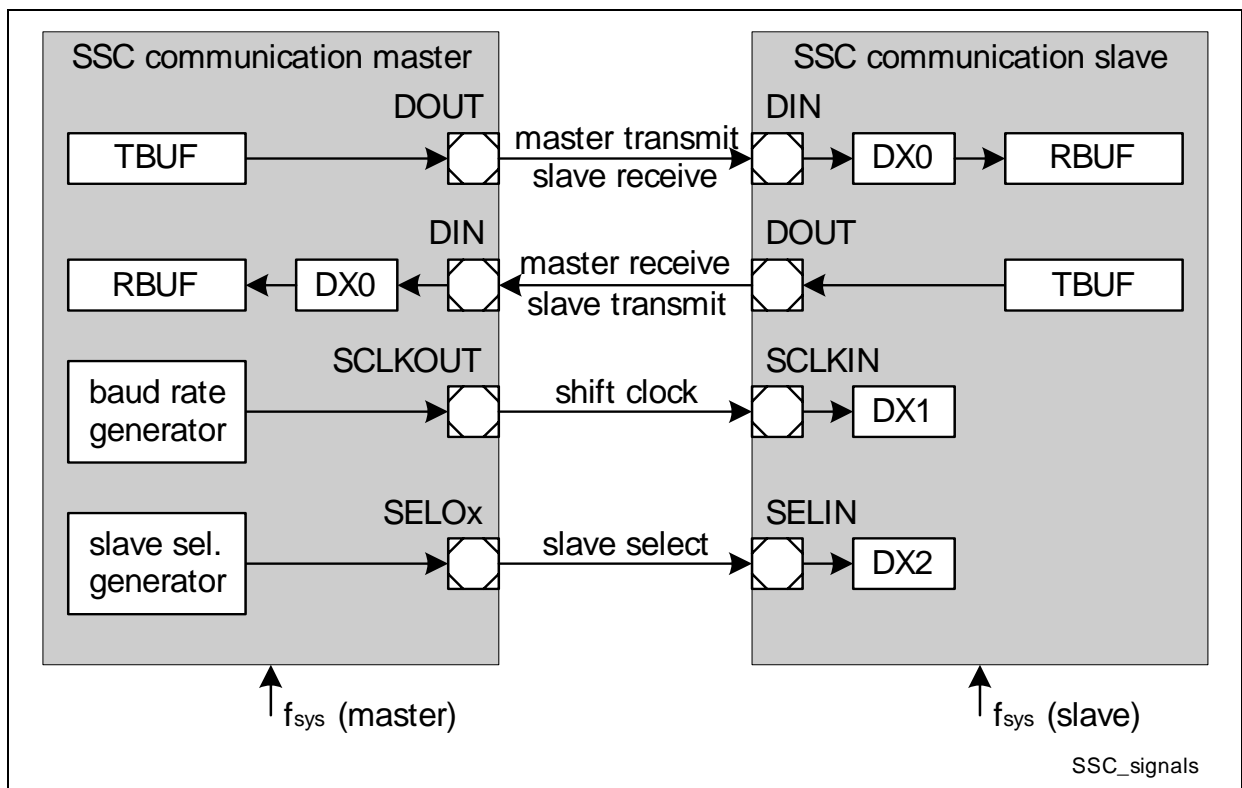 SSC communication master
SSC communication slave
DOUT
DIN
TBUF
master transmit
slave receive
DX0
RBUF
DIN
DOUT
RBUF
DX0
master receive
slave transmit
TBUF
SCLKOUT
SCLKIN
baud rate
generator
shift clock
DX1
SELOx
SELIN
slave sel.
generator
slave select
DX2
fsys (master)
fsys (slave)
SSC_signals